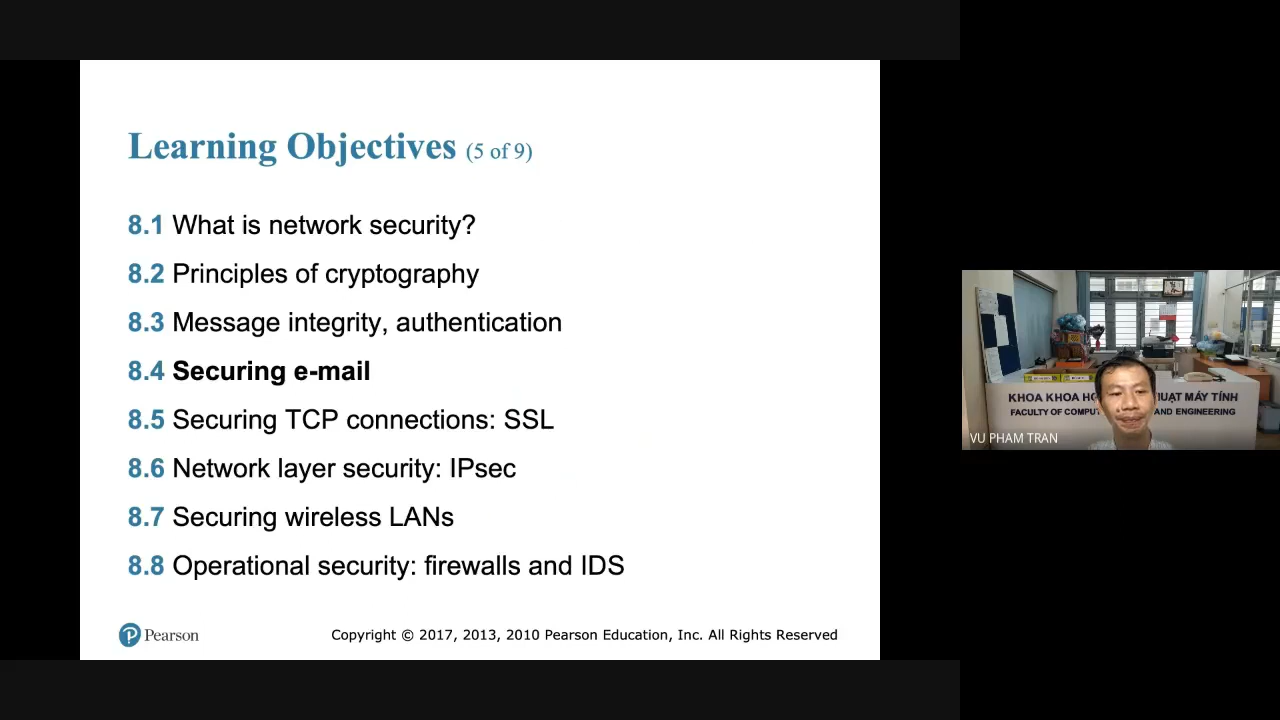 Learning Objectives (5 of 9)
8.1 What is network security?
8.2 Principles of cryptography
8.3 Message integrity, authentication
8.4 Securing e-mail
8.5 Securing TCP connections: SSL
8.6 Network layer security: IPsec
8.7 Securing wireless LANs
8.8 Operational security: firewalls and IDS
Pearson
Copyright © 2017, 2013, 2010 Pearson Education, Inc. All Rights Reserved
KHOA KHOA MÁY TÍNH
FACULTY OF AND ENGINEERING
VU PHAM TRAN